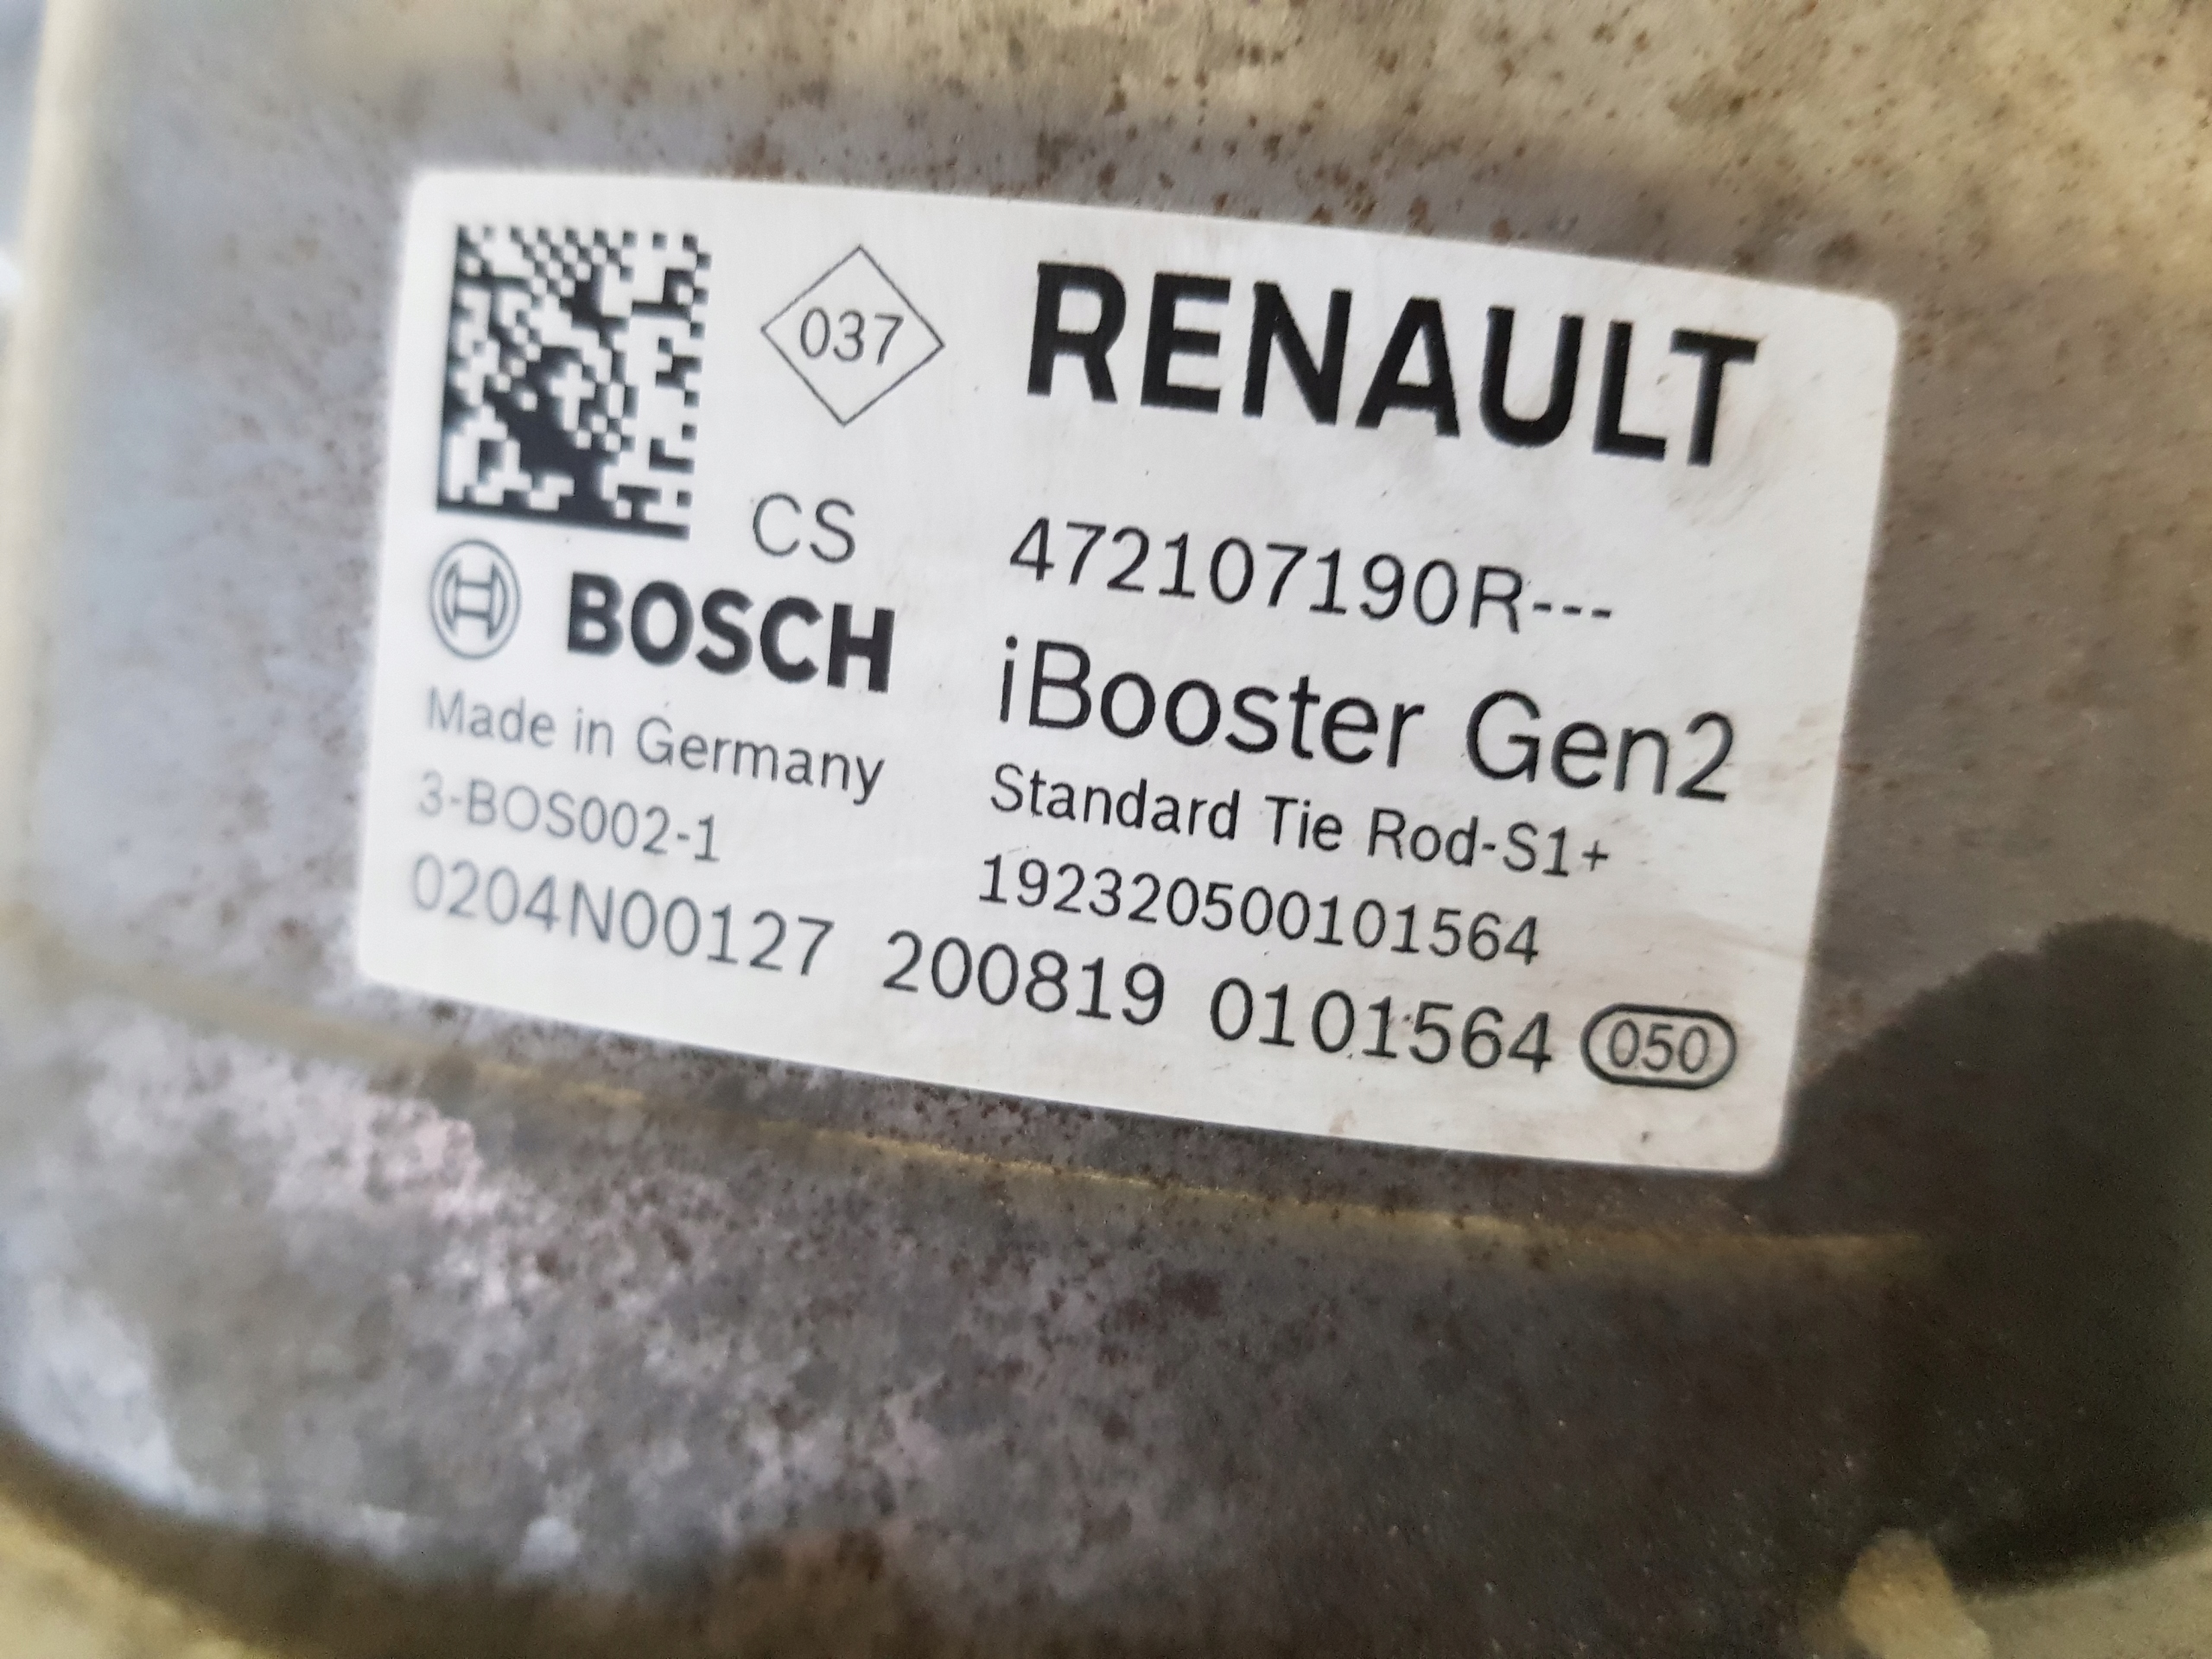 037 RENAULT
CS 472107190R---
BOSCH iBooster Gen2
Made in Germany Standard Tie Rod-S1+
3-BOS002-1 192320500101564
0204N00127 200819 0101564 050